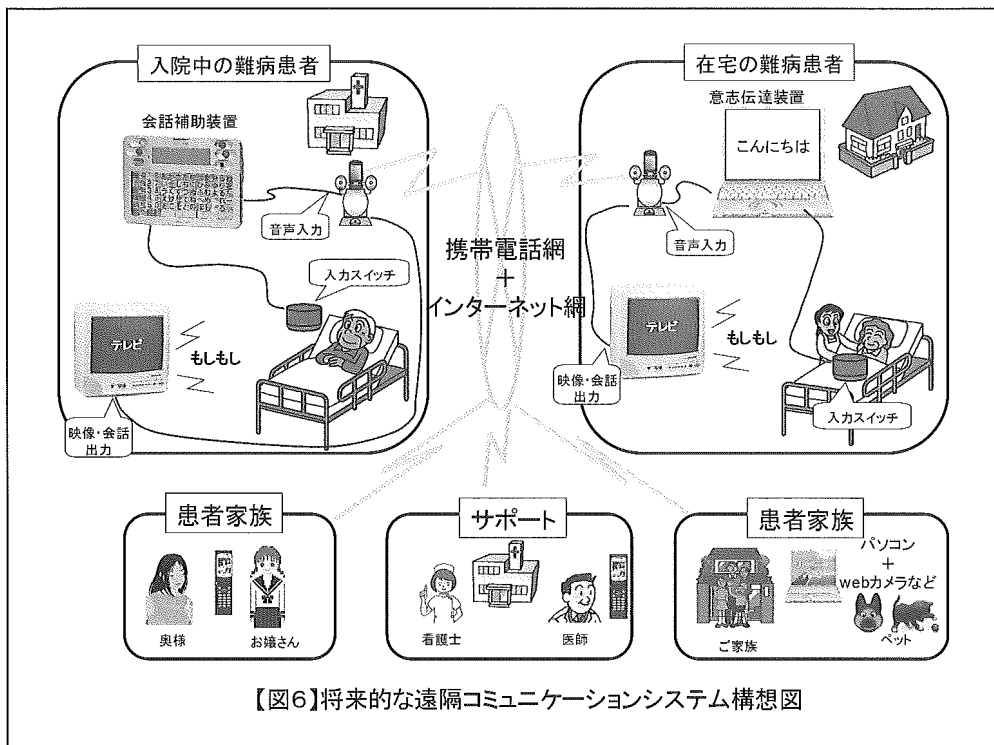 入院中の難病患者
会話補助装置
音声入力
入力スイッチ
テレビ
もしもし
映像・会話
出力
在宅の難病患者
意志伝達装置
こんにちは
音声入力
テレビ
もしもし
映像・会話
出力
入力スイッチ
携帯電話網
+
インターネット網
患者家族
奥様
お嬢さん
サポート
看護士
医師
患者家族
パソコン
+
webカメラなど
ご家族
ペット
【図6】将来的な遠隔コミュニケーションシステム構想図